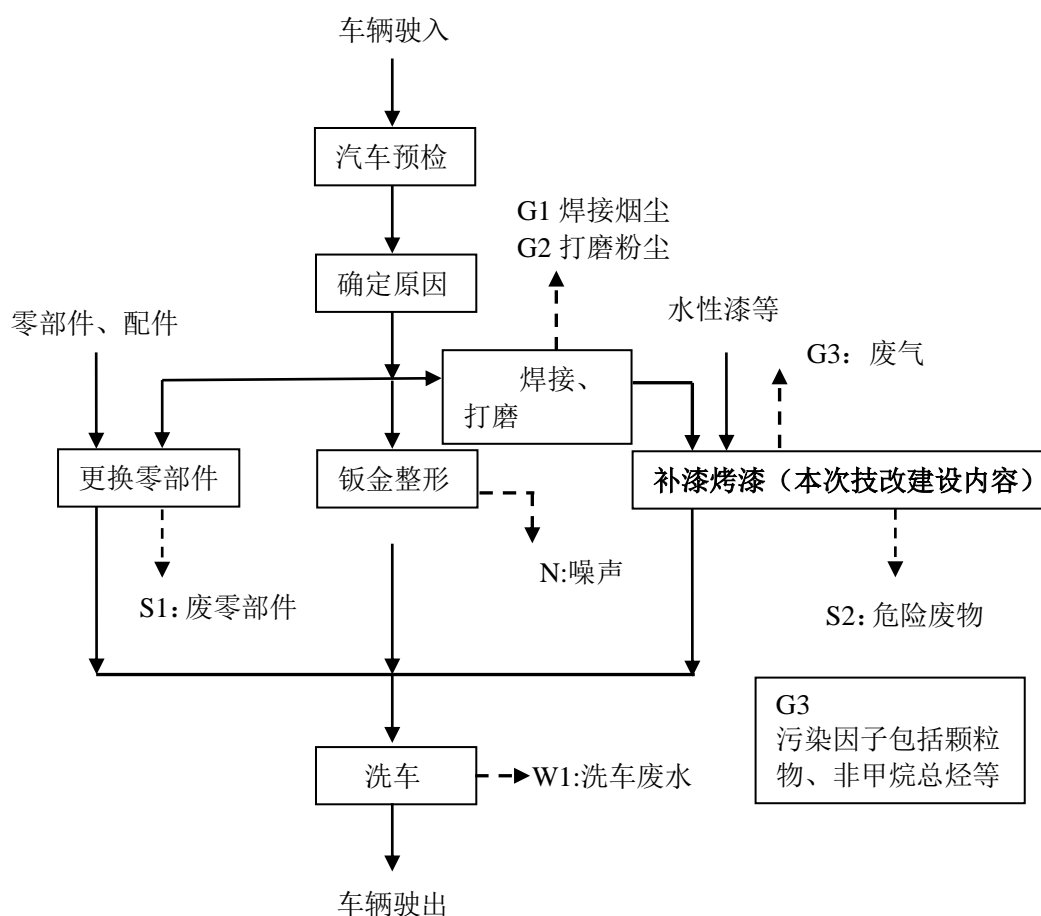 车辆驶入
汽车预检
G1 焊接烟尘
G2 打磨粉尘
确定原因
零部件、配件
水性漆等
G3：废气
焊接、
打磨
更换零部件
钣金整形
补漆烤漆（本次技改建设内容）
N:噪声
S1：废零部件
S2：危险废物
G3
污染因子包括颗粒
物、非甲烷总烃等
洗车
W1:洗车废水
车辆驶出